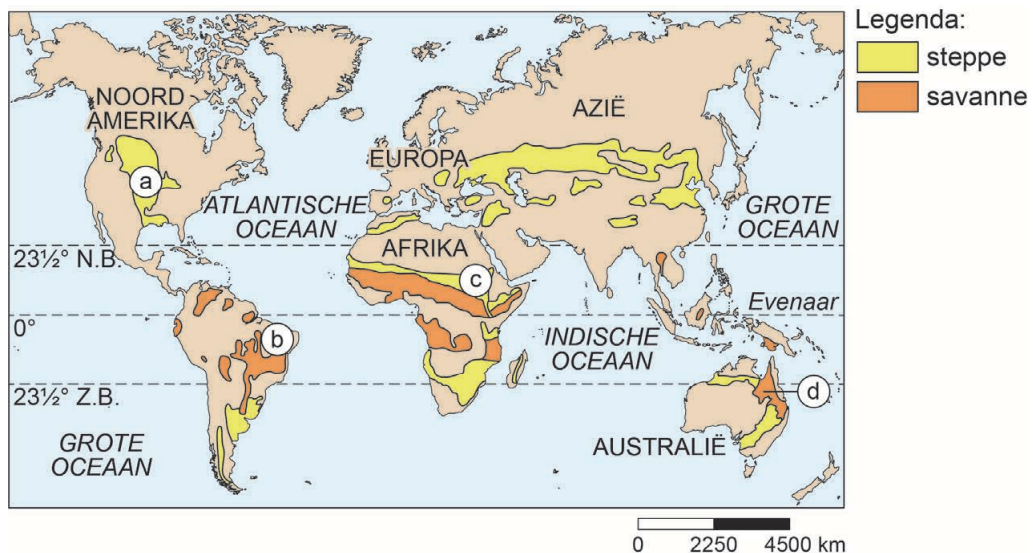 Legenda:
steppe
savanne
NOORD
AMERIKA
AZIË
EUROPA
a
ATLANTISCHE
OCEAAN
GROTE
OCEAAN
AFRIKA
23½° N.B.
c
Evenaar
0°
b
INDISCHE
OCEAAN
23½° Z.B.
d
GROTE
OCEAAN
AUSTRALIË
0 2250 4500 km